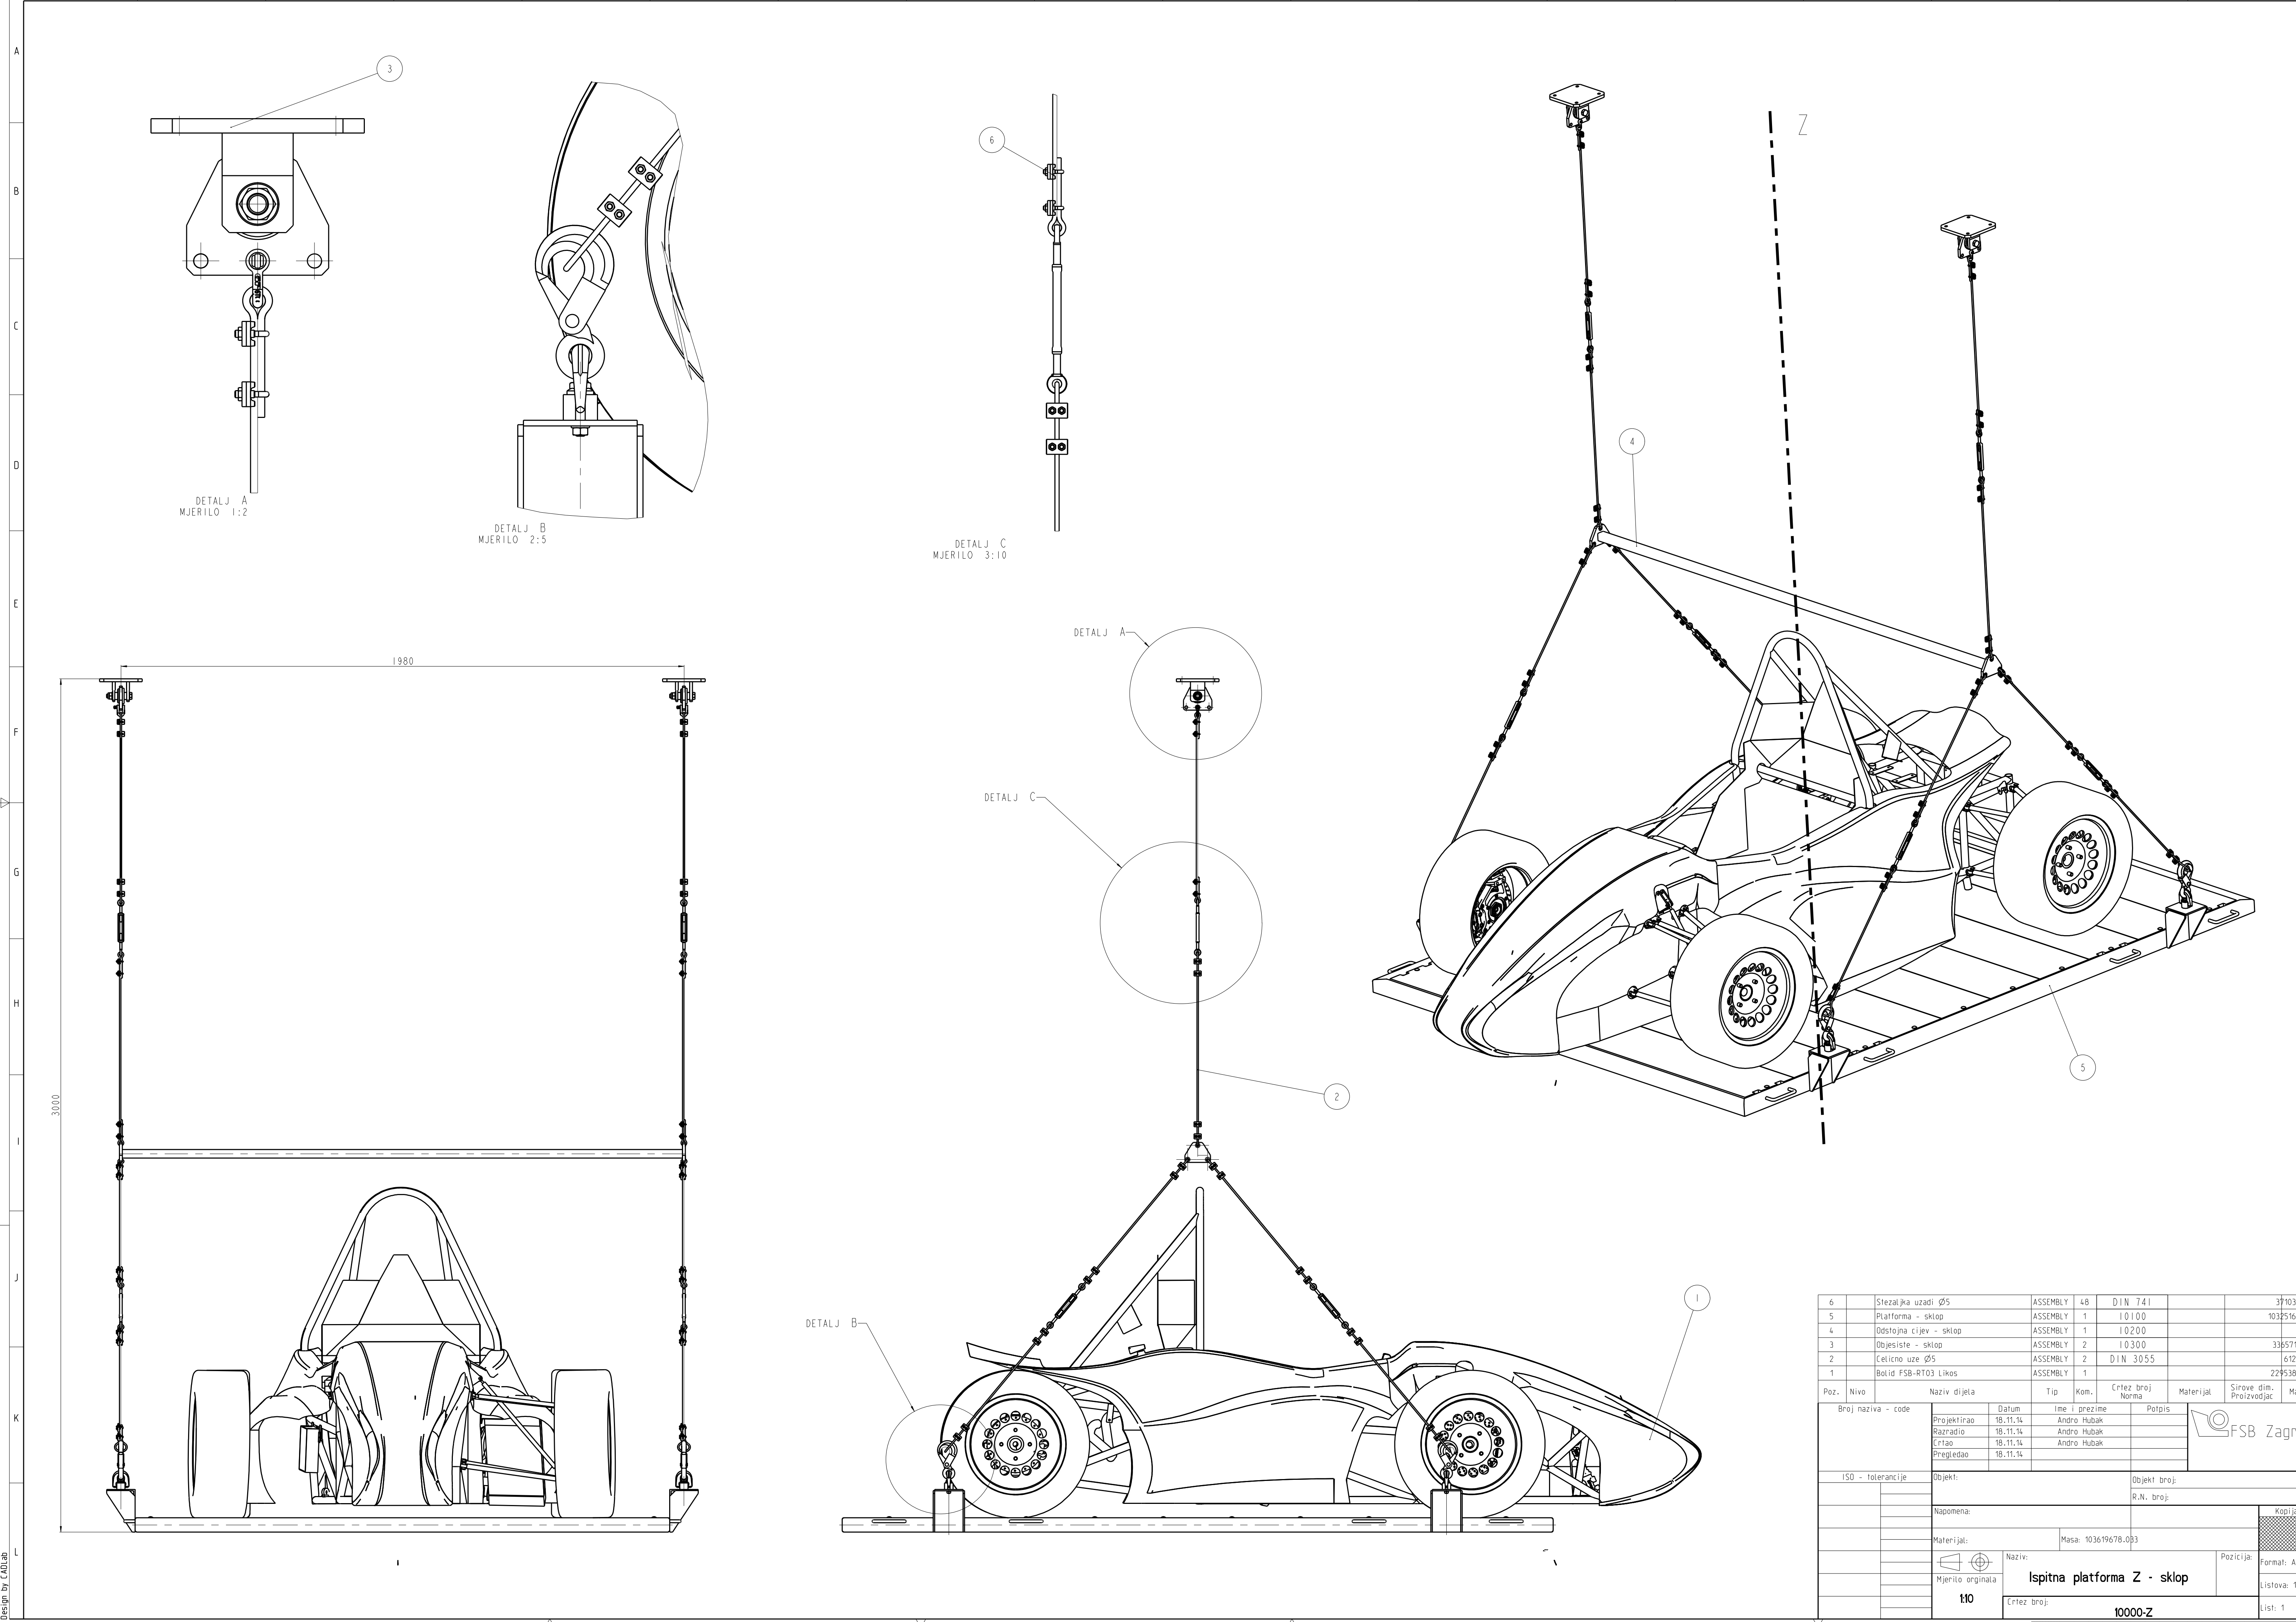 A
B
C
D
E
F
G
H
I
J
K
L
3
DETALJ A
MJERILO 1:2
DETALJ B
MJERILO 2:5
6
DETALJ C
MJERILO 3:10
Z
4
5
1980
3000
DETALJ A
DETALJ C
2
DETALJ B
1
6 Stezaljka uzadi Ø5 ASSEMBLY 48 DIN 741
5 Platforma - sklop ASSEMBLY 1 10100
4 Odstojna cijev - sklop ASSEMBLY 1 10200
3 Objesiste - sklop ASSEMBLY 2 10300
2 Celicno uze Ø5 ASSEMBLY 2 DIN 3055
1 Bolid FSB-RT03 Likos ASSEMBLY 1
Poz. Nivo Naziv dijela Tip Kom. Crtez broj Norma Materijal Sirove dim. Proizvodjac
Broj naziva - code Datum Ime i prezime Potpis
Projektirao 18.11.14 Andro Hubak
Razradio 18.11.14 Andro Hubak
Crtao 18.11.14 Andro Hubak
Pregledao 18.11.14
FSB Zagr
ISO - tolerancije
Objekt:
Objekt broj:
R.N. broj:
Napomena:
Kopija
Materijal:
Masa: 103619678.033
Naziv:
Ispitna platforma Z - sklop
Pozicija:
Format: A
Mjerilo orginala
1:10
Listova: 1
Crtez broj:
10000-Z
List: 1
Design by CADLab